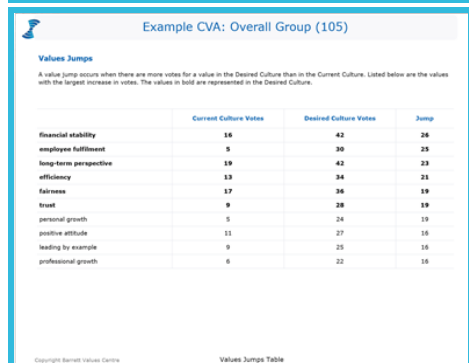 Example CVA: Overall Group (105)
Values Jumps
A value jump occurs when there are more votes for a value in the Desired Culture than in the Current Culture. Listed below are the values
with the largest increase in votes. The values in bold are represented in the Desired Culture.
Current Culture Votes Desired Culture Votes Jump
financial stability 16 42 26
employee fulfilment 5 30 25
long-term perspective 19 42 23
efficiency 13 34 21
fairness 17 36 19
trust 9 28 19
personal growth 5 24 19
positive attitude 11 27 16
leading by example 9 25 16
professional growth 6 22 16
Copyright Barrett Values Centre Values Jumps Table